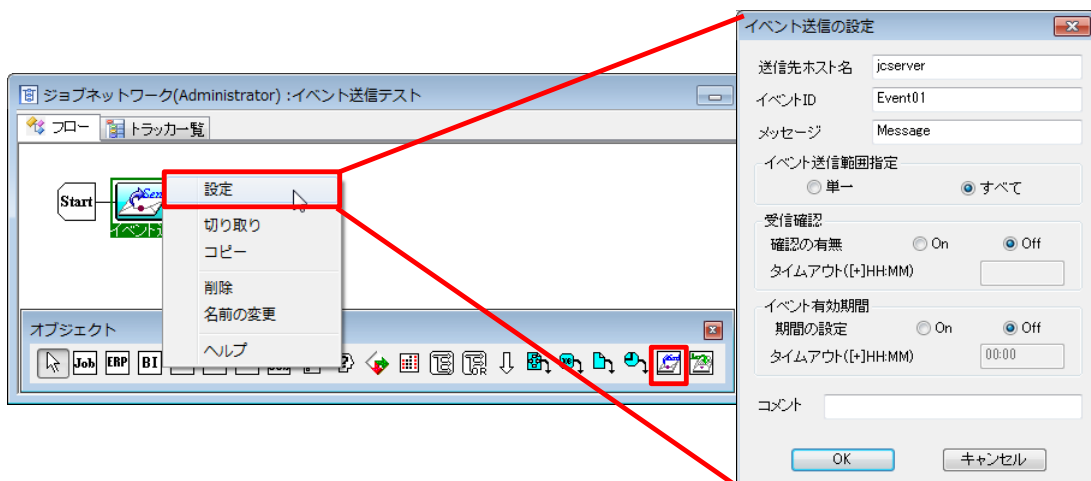 ジョブネットワーク(Administrator) :イベント送信テスト
フロー
トラッカー覧
Start
設定
切り取り
コピー
削除
名前の変更
ヘルプ
オブジェクト
Job ERP BI
イベント送信の設定
送信先ホスト名 jcserver
イベントID Event01
メッセージ Message
イベント送信範囲指定
単一 すべて
受信確認
確認の有無 On Off
タイムアウト([+]HH:MM)
イベント有効期間
期間の設定 On Off
タイムアウト([+]HH:MM) 00:00
コメント
OK キャンセル